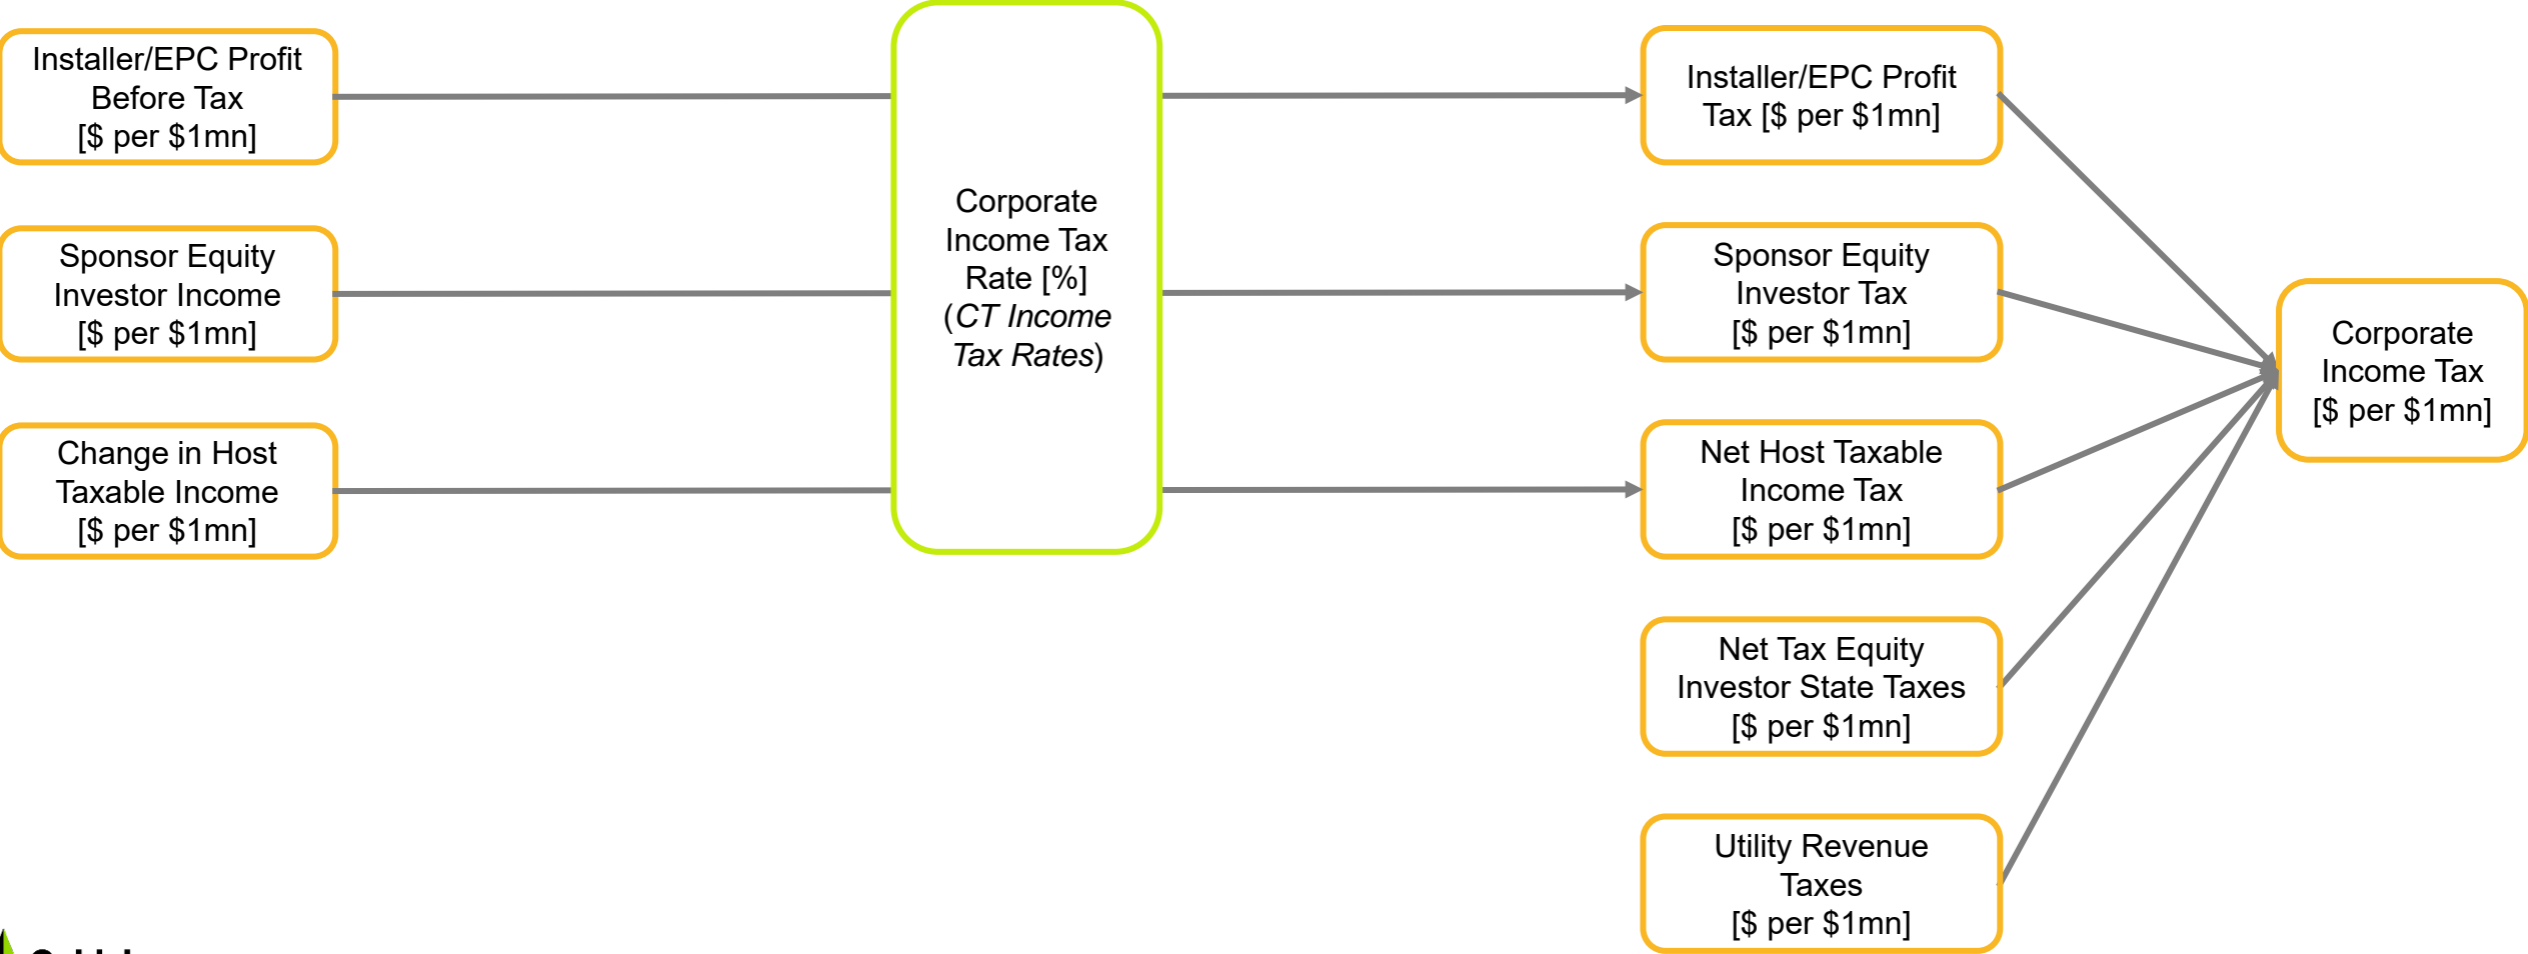 Installer/EPC Profit
Before Tax
[$ per $1mn]
Sponsor Equity
Investor Income
[$ per $1mn]
Change in Host
Taxable Income
[$ per $1mn]
Corporate
Income Tax
Rate [%]
(CT Income
Tax Rates)
Installer/EPC Profit
Tax [$ per $1mn]
Sponsor Equity
Investor Tax
[$ per $1mn]
Net Host Taxable
Income Tax
[$ per $1mn]
Net Tax Equity
Investor State Taxes
[$ per $1mn]
Utility Revenue
Taxes
[$ per $1mn]
Corporate
Income Tax
[$ per $1mn]